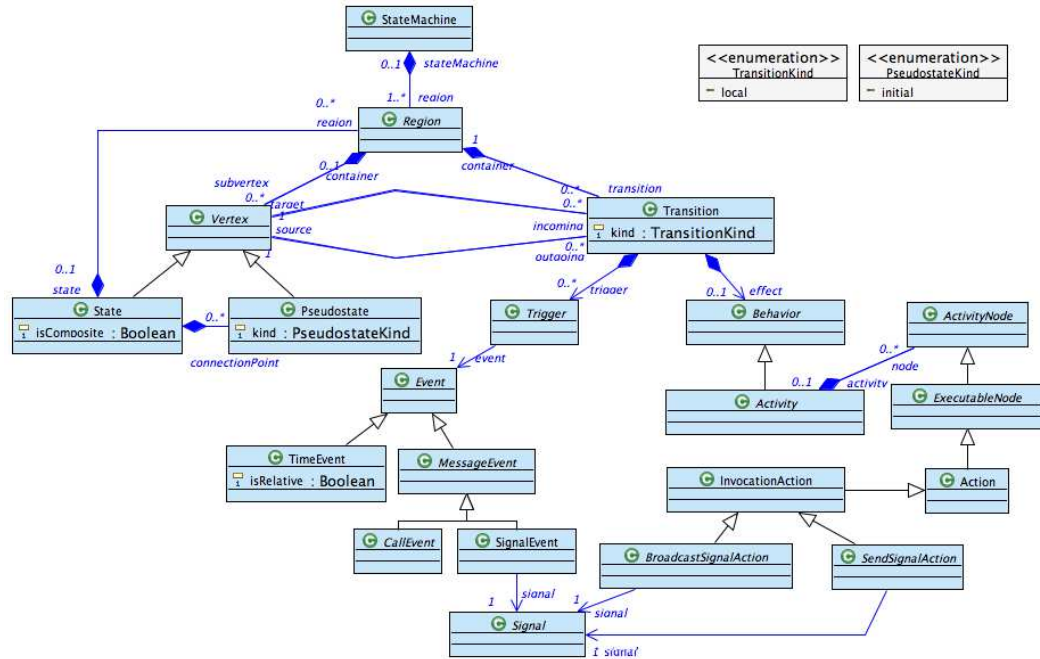 StateMachine
0..1
stateMachine
1..*
region
<<enumeration>>
TransitionKind
local
<<enumeration>>
PseudostateKind
initial
0..*
region
Region
1
container
0..1
container
subvertex
0..*
target
1
source
1
transition
0..*
0..*
incoming
0..*
outgoing
Vertex
Transition
kind : TransitionKind
0..1
state
State
isComposite : Boolean
0..*
connectionPoint
Pseudostate
kind : PseudostateKind
0..*
trigger
0..1
effect
Trigger
Behavior
ActivityNode
1
event
0..*
node
0..1
activity
Event
Activity
ExecutableNode
TimeEvent
isRelative : Boolean
MessageEvent
InvocationAction
Action
CallEvent
SignalEvent
BroadcastSignalAction
SendSignalAction
1
signal
1
signal
Signal
1 signal